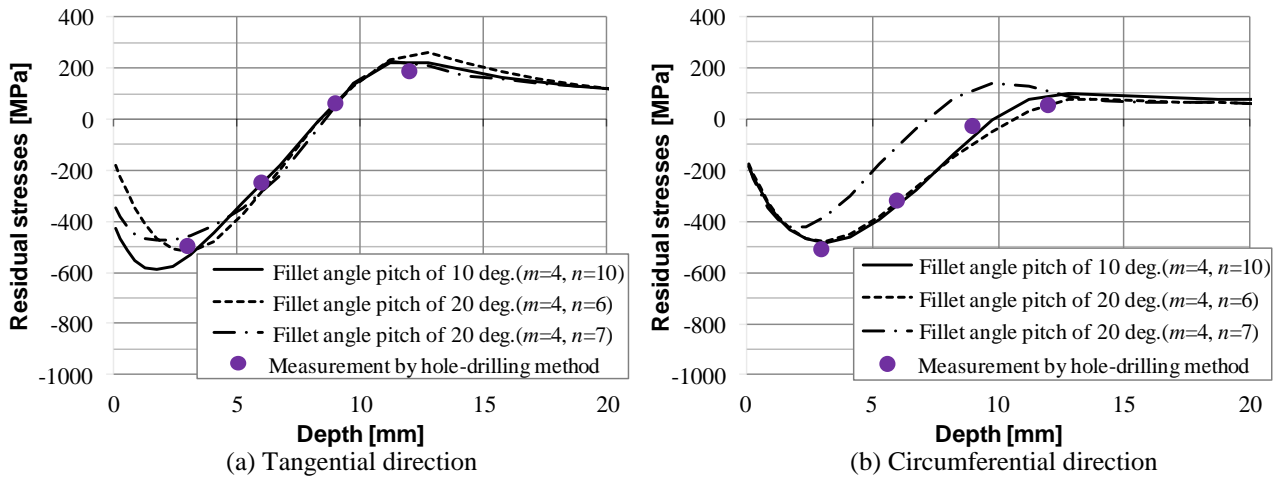 Residual stresses [MPa]
400
200
0
-200
-400
-600
-800
-1000
0
5
10
15
20
Depth [mm]
Fillet angle pitch of 10 deg.(m=4, n=10)
Fillet angle pitch of 20 deg.(m=4, n=6)
Fillet angle pitch of 20 deg.(m=4, n=7)
Measurement by hole-drilling method
(a) Tangential direction
Residual stresses [MPa]
400
200
0
-200
-400
-600
-800
-1000
0
5
10
15
20
Depth [mm]
Fillet angle pitch of 10 deg.(m=4, n=10)
Fillet angle pitch of 20 deg.(m=4, n=6)
Fillet angle pitch of 20 deg.(m=4, n=7)
Measurement by hole-drilling method
(b) Circumferential direction